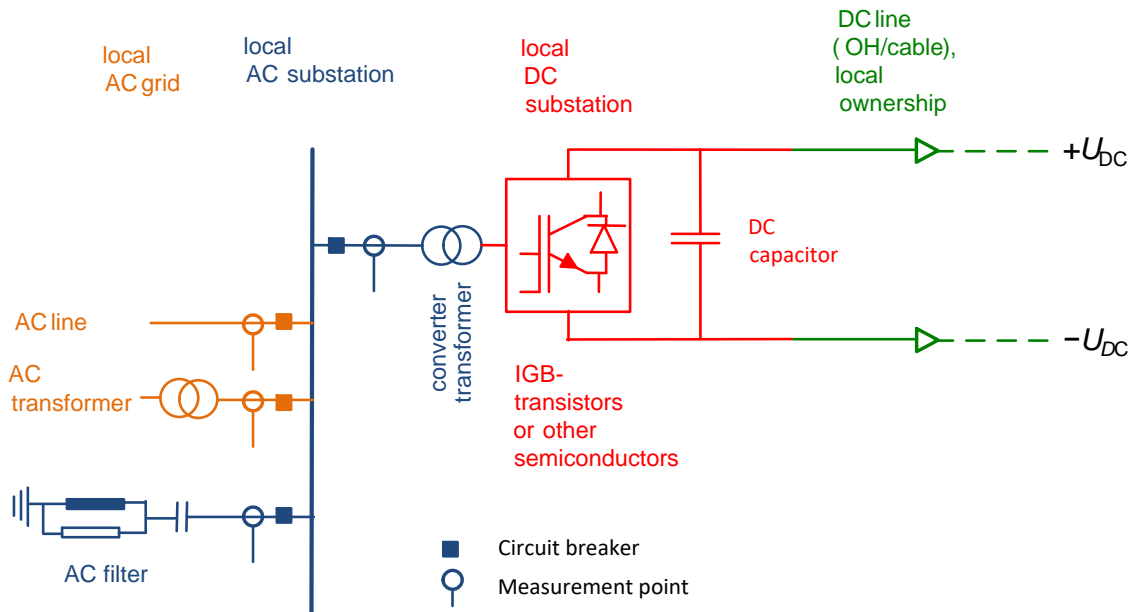 local
AC grid
local
AC substation
local
DC
substation
DC line
( OH/cable),
local
ownership
+UDC
DC
capacitor
converter
transformer
AC line
−UDC
AC
transformer
IGB-
transistors
or other
semiconductors
AC filter
Circuit breaker
Measurement point